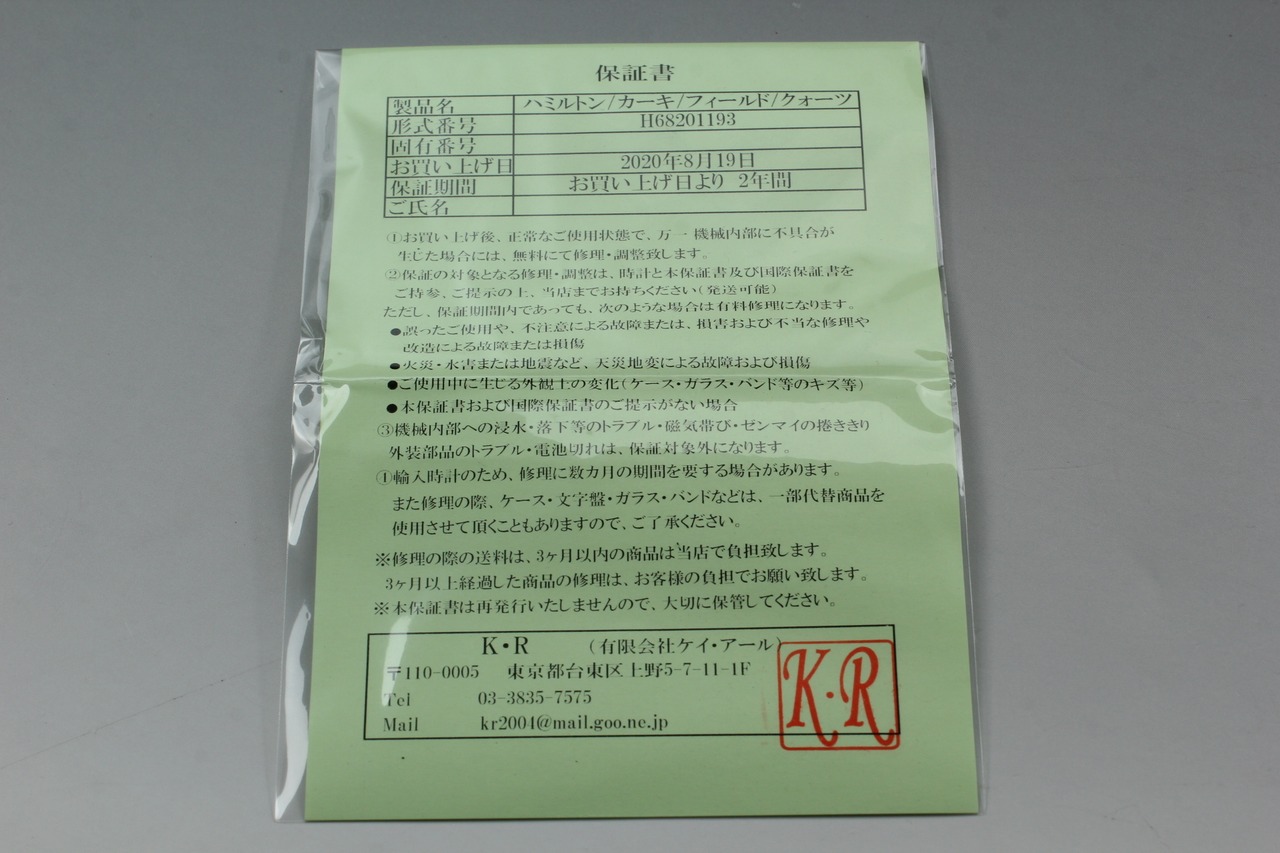 保証書
製品名 ハミルトン/カーキ/フィールド/クォーツ
形式番号 H68201193
固有番号
お買い上げ日 2020年8月19日
保証期間 お買い上げ日より 2年間
ご氏名
①お買い上げ後、正常なご使用状態で、万一機械内部に不具合が
生じた場合には、無料にて修理・調整致します。
②保証の対象となる修理・調整は、時計と本保証書及び国際保証書を
ご持参、ご提示の上、当店までお持ちください(発送可能)
ただし、保証期間内であっても、次のような場合は有料修理になります。
●誤ったご使用や、不注意による故障または、損害および不当な修理や
改造による故障または損傷
●火災・水害または地震など、天災地変による故障および損傷
●ご使用中に生じる外観上の変化(ケース・ガラス・バンド等のキズ等)
●本保証書および国際保証書のご提示がない場合
③機械内部への浸水・落下等のトラブル・磁気帯び・ゼンマイの捲ききり
外装部品のトラブル・電池切れは、保証対象外になります。
④輸入時計のため、修理に数カ月の期間を要する場合があります。
また修理の際、ケース・文字盤・ガラス・バンドなどは、一部代替商品を
使用させて頂くこともありますので、ご了承ください。
※修理の際の送料は、3ヶ月以内の商品は当店で負担致します。
3ヶ月以上経過した商品の修理は、お客様の負担でお願い致します。
※本保証書は再発行いたしませんので、大切に保管してください。
K・R (有限会社ケイ・アール)
〒110-0005 東京都台東区上野5-7-11-1F
Tel 03-3835-7575
Mail kr2004@mail.goo.ne.jp
K・R